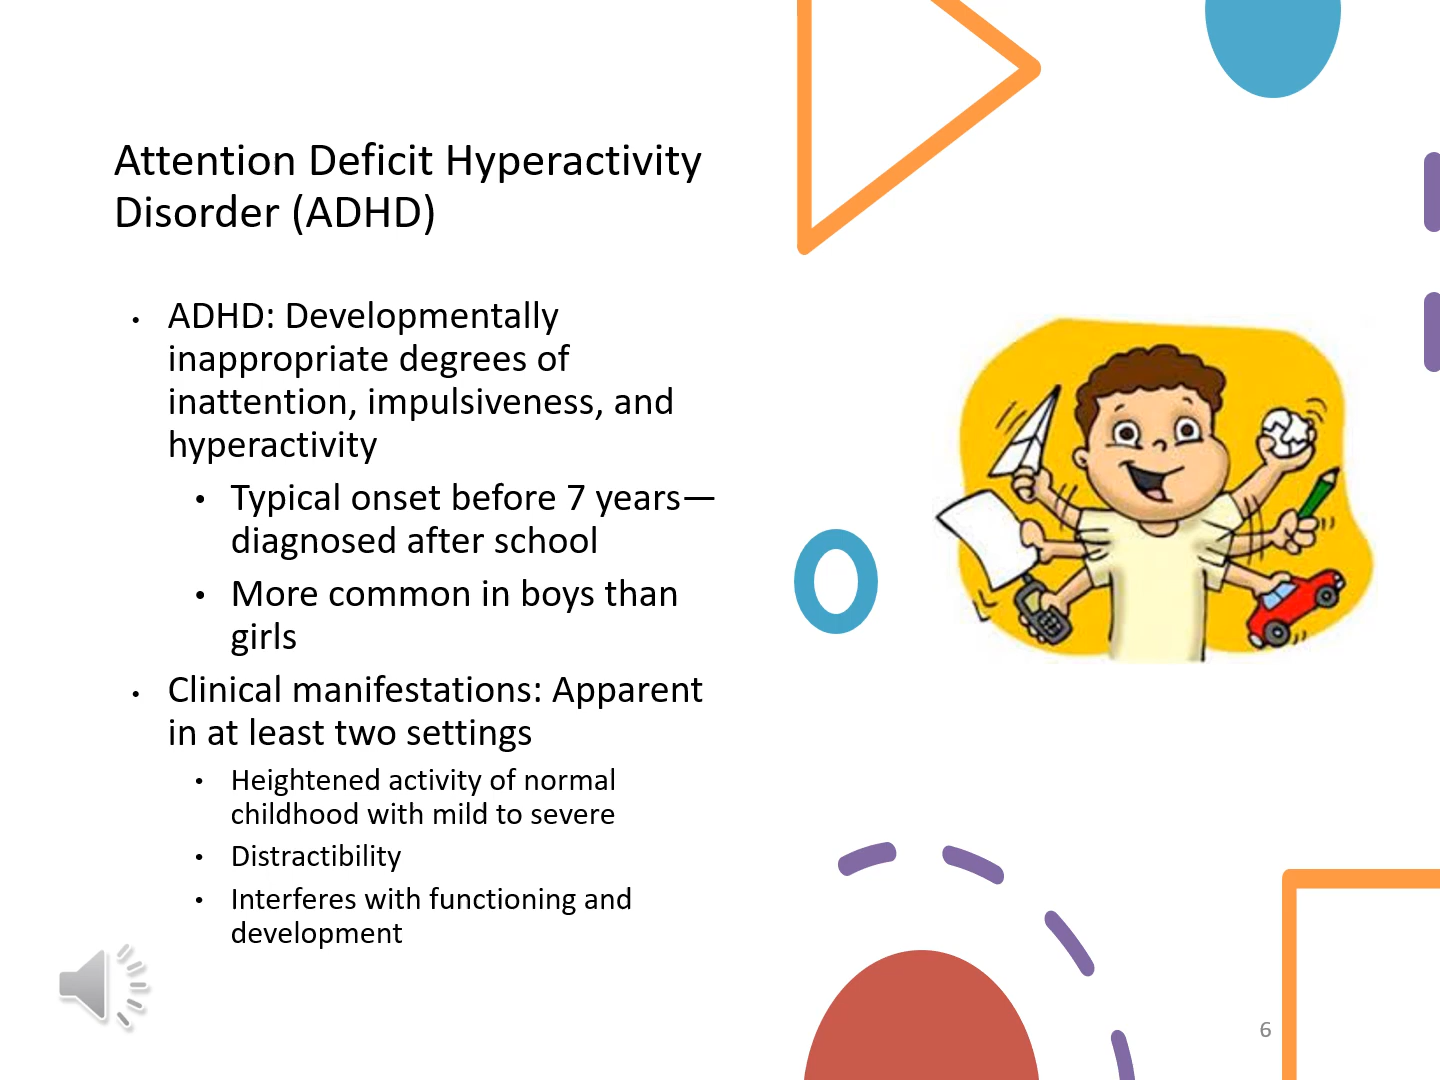 Attention Deficit Hyperactivity
Disorder (ADHD)
• ADHD: Developmentally
inappropriate degrees of
inattention, impulsiveness, and
hyperactivity
• Typical onset before 7 years—
diagnosed after school
• More common in boys than
girls
• Clinical manifestations: Apparent
in at least two settings
• Heightened activity of normal
childhood with mild to severe
• Distractibility
• Interferes with functioning and
development
6